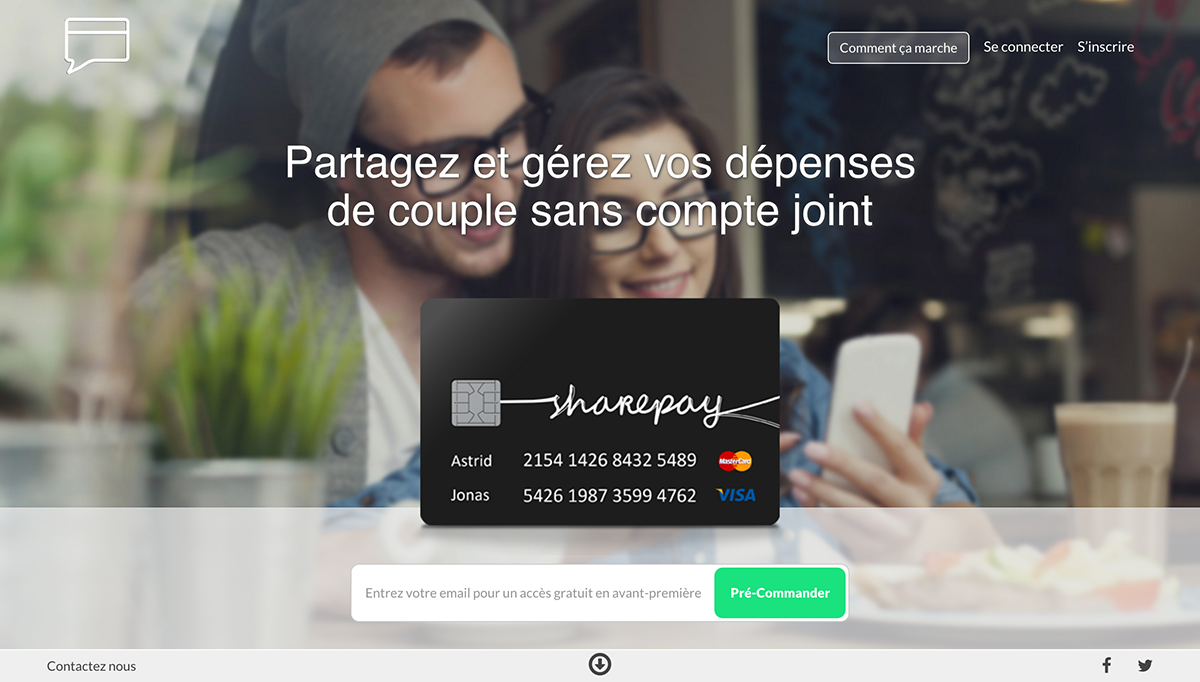 Comment ça marche
Se connecter
S'inscrire
Partagez et gérez vos dépenses
de couple sans compte joint
sharepay
Astrid 2154 1426 8432 5489 MasterCard
Jonas 5426 1987 3599 4762 VISA
Entrez votre email pour un accès gratuit en avant-première
Pré-Commander
Contactez nous